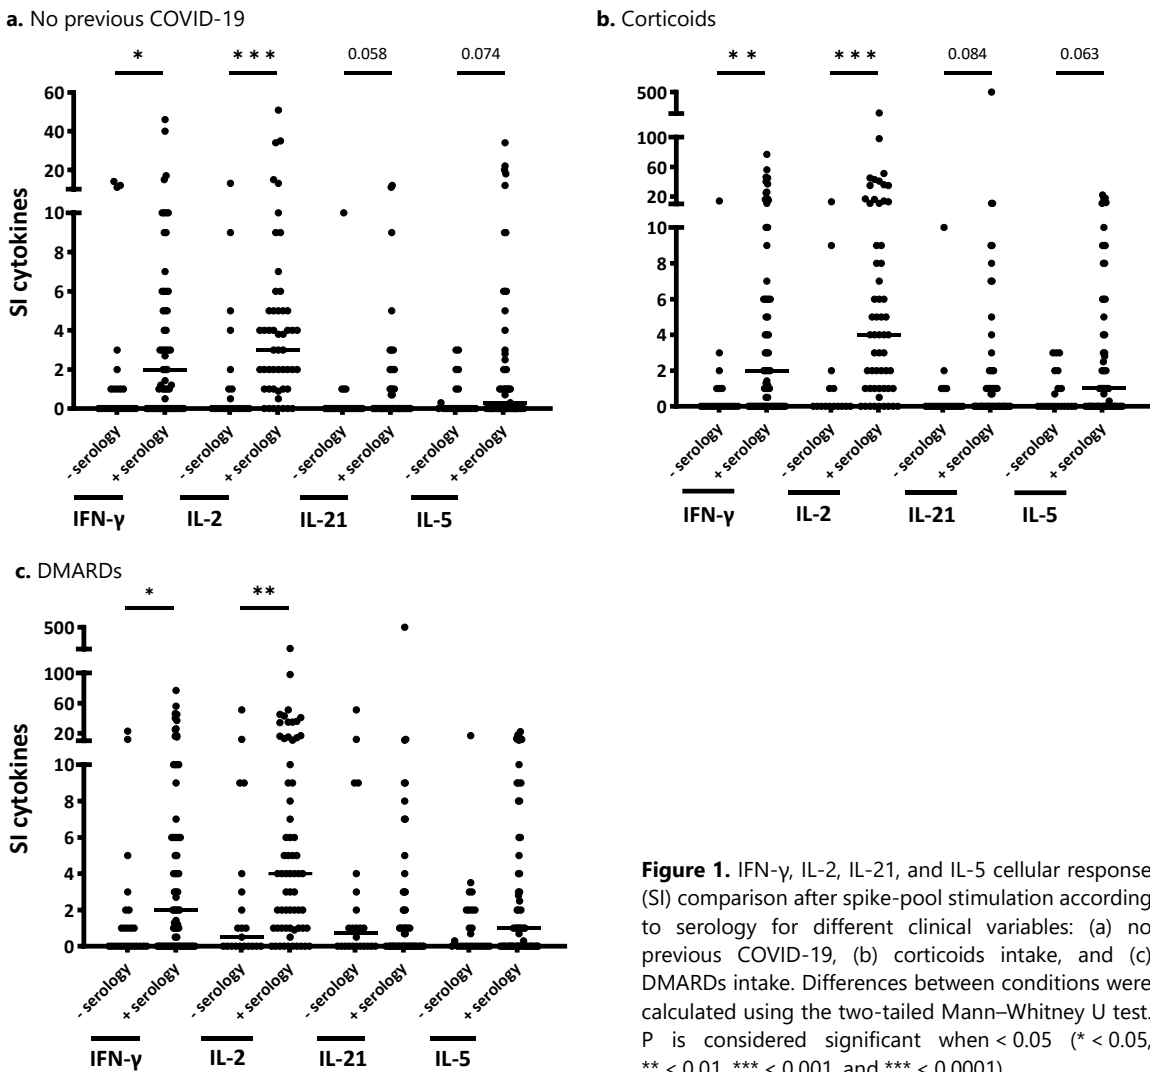 a. No previous COVID-19
*
***
0.058
0.074
60
40
20
10
8
6
4
2
0
SI cytokines
- serology
+ serology
- serology
+ serology
- serology
+ serology
- serology
+ serology
IFN-γ
IL-2
IL-21
IL-5
b. Corticoids
**
***
0.084
0.063
500
100
60
20
10
8
6
4
2
0
- serology
+ serology
- serology
+ serology
- serology
+ serology
- serology
+ serology
IFN-γ
IL-2
IL-21
IL-5
c. DMARDs
*
**
500
100
60
20
10
8
6
4
2
0
SI cytokines
- serology
+ serology
- serology
+ serology
- serology
+ serology
- serology
+ serology
IFN-γ
IL-2
IL-21
IL-5
Figure 1. IFN-γ, IL-2, IL-21, and IL-5 cellular response
(SI) comparison after spike-pool stimulation according
to serology for different clinical variables: (a) no
previous COVID-19, (b) corticoids intake, and (c)
DMARDs intake. Differences between conditions were
calculated using the two-tailed Mann–Whitney U test.
P is considered significant when < 0.05 (* < 0.05,
** < 0.01, *** < 0.001, and *** < 0.0001)